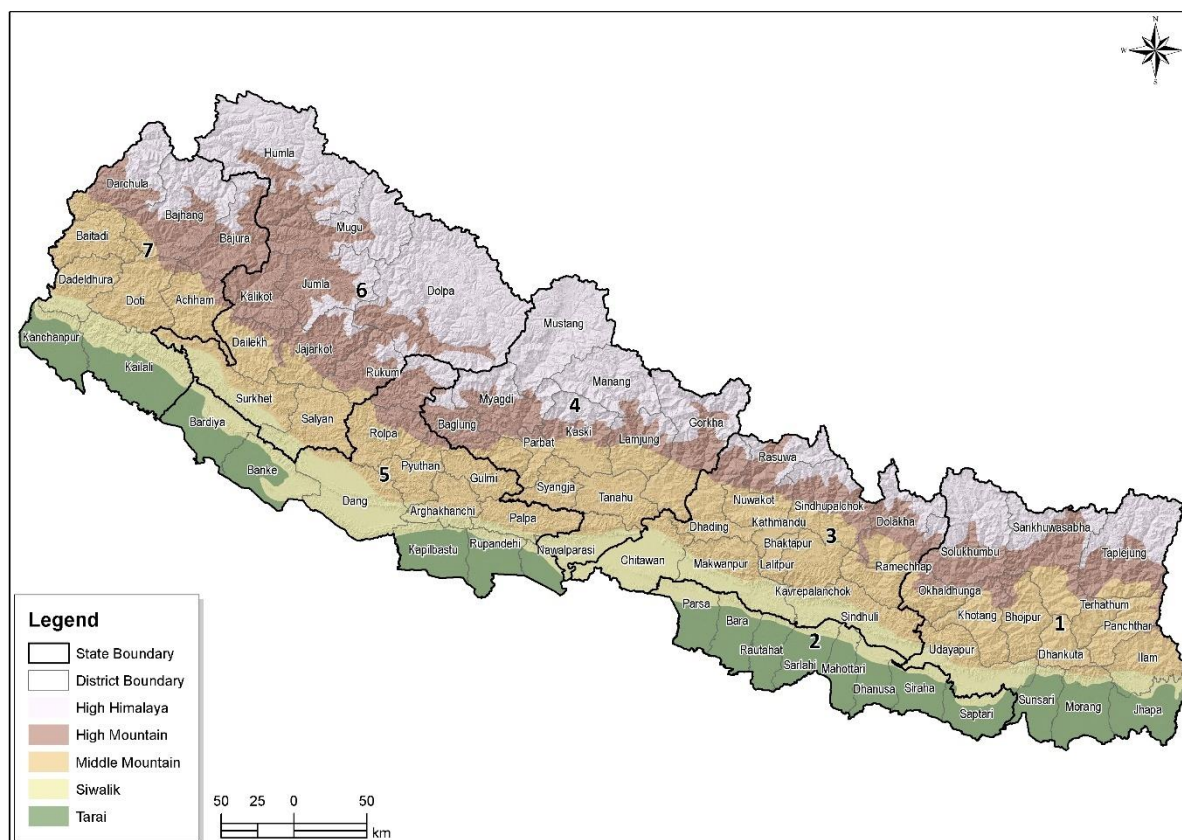 N
W
S
Humla
Darchula
Bajhang
Bajura
Mugu
Baitadi
7
Dadeldhura
Doti
Achham
Kalikot
Jumla
6
Dolpa
Mustang
Kanchanpur
Kailali
Dailekh
Jajarkot
Rukum
Manang
Myagdi
4
Gorkha
Surkhet
Salyan
Bardiya
Rolpa
Baglung
Parbat
Kaski
Lamjung
Rasuwa
Banke
5
Pyuthan
Gulmi
Syangja
Tanahu
Nuwakot
Sindhupalchok
Dolakha
Sankhuwasabha
Dang
Arghakhanchi
Palpa
Dhading
Kathmandu
Bhaktapur
3
Solukhumbu
Taplejung
Kapilbastu
Rupandehi
Nawalparasi
Chitawan
Makwanpur
Lalitpur
Ramechhap
Okhaldhunga
Kavrepalanchok
Khotang
Bhojpur
1
Terhathum
Panchthar
Parsa
Bara
Sindhuli
Udayapur
Dhankuta
Ilam
Rautahat
2
Sarlahi
Mahottari
Dhanusa
Siraha
Saptari
Sunsari
Morang
Jhapa
Legend
State Boundary
District Boundary
High Himalaya
High Mountain
Middle Mountain
Siwalik
Tarai
50 25 0 50
km